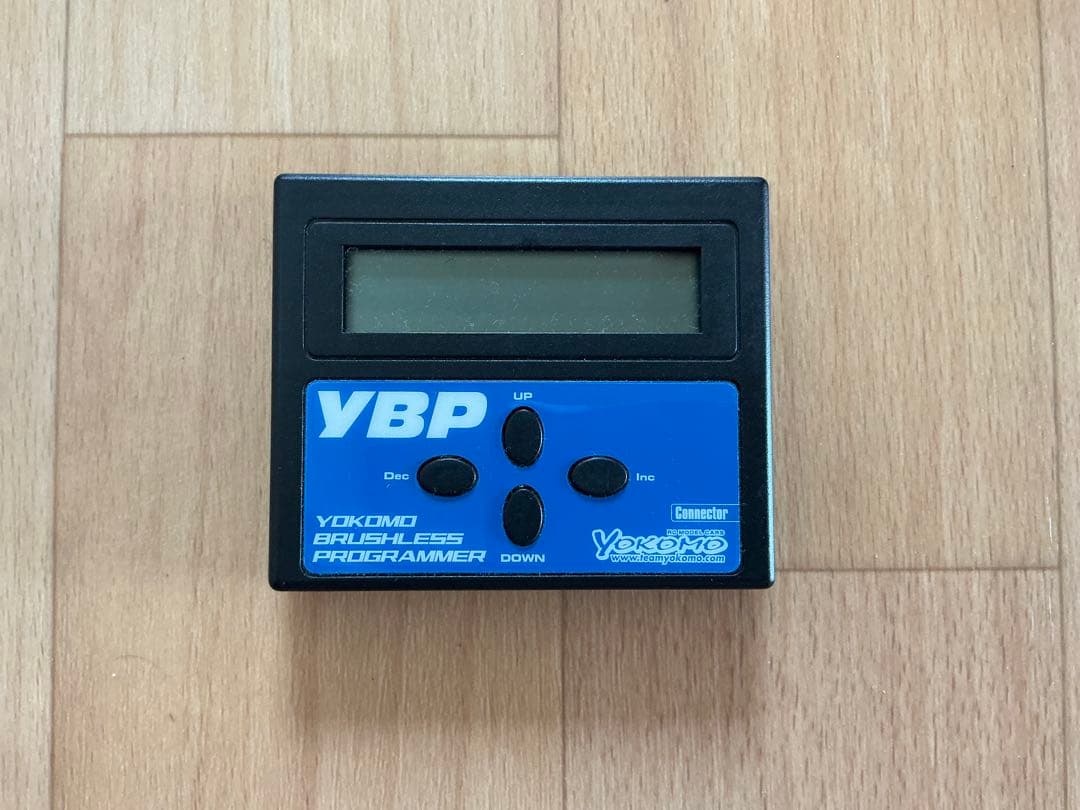 YBP
UP
Dec
Inc
Connector
YOKOMO
BRUSHLESS
PROGRAMMER
DOWN
RC MODEL CARS
YOKOMO
www.teamyokomo.com